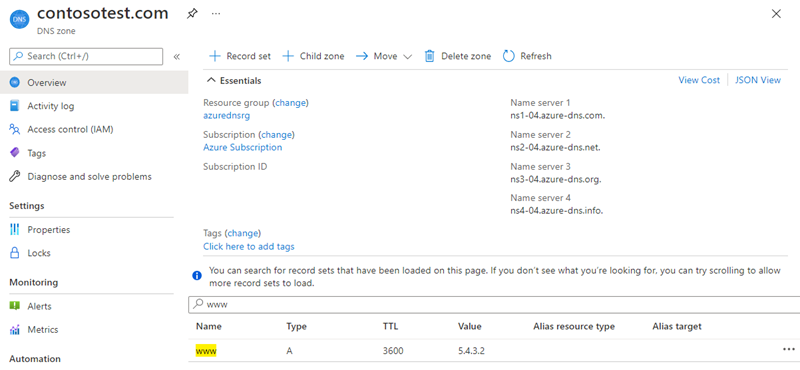 contosotest.com
DNS
DNS zone
Search (Ctrl+/)
Overview
Activity log
Access control (IAM)
Tags
Diagnose and solve problems
Settings
Properties
Locks
Monitoring
Alerts
Metrics
Automation
Record set Child zone Move Delete zone Refresh
Essentials View Cost JSON View
Resource group (change)
azurednsrg
Subscription (change)
Azure Subscription
Subscription ID
Name server 1
ns1-04.azure-dns.com.
Name server 2
ns2-04.azure-dns.net.
Name server 3
ns3-04.azure-dns.org.
Name server 4
ns4-04.azure-dns.info.
Tags (change)
Click here to add tags
You can search for record sets that have been loaded on this page. If you don't see what you're looking for, you can try scrolling to allow
more record sets to load.
www
Name Type TTL Value Alias resource type Alias target
www A 3600 5.4.3.2